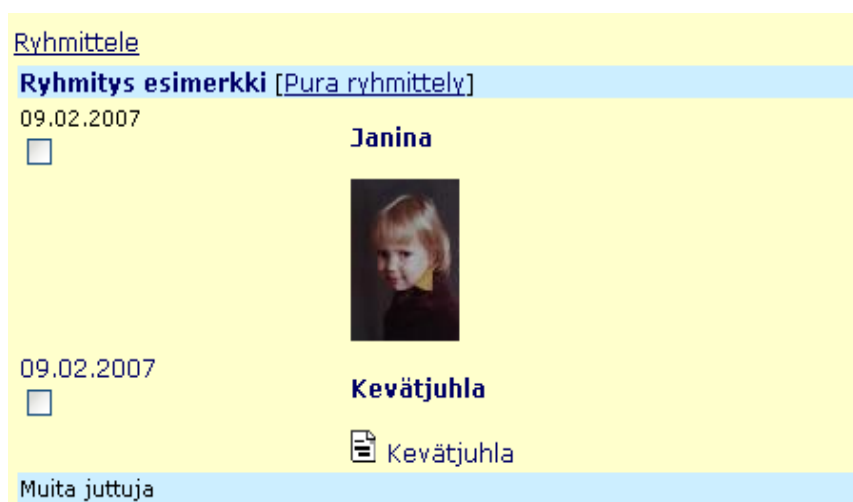 Ryhmittele
Ryhmitys esimerkki [Pura ryhmittely]
09.02.2007
Janina
09.02.2007
Kevätjuhla
Kevätjuhla
Muita juttuja